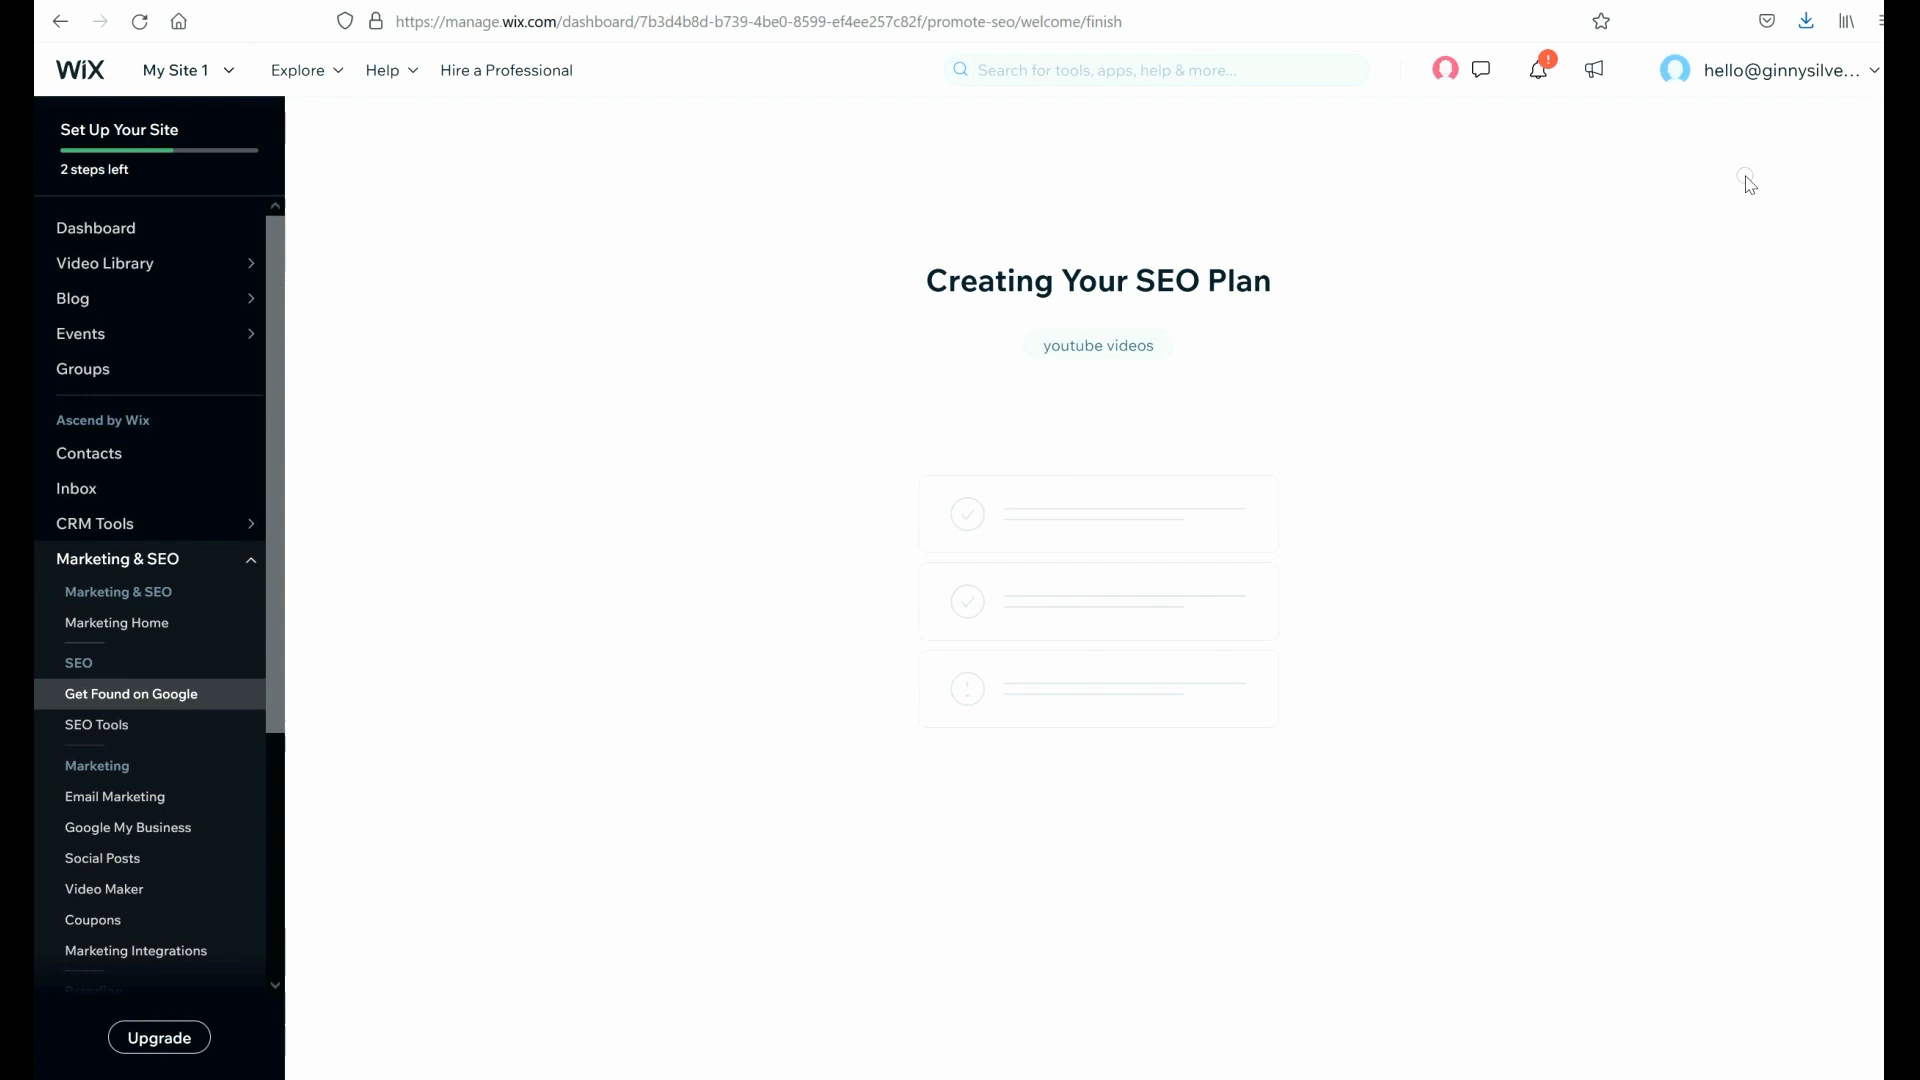 https://manage.wix.com/dashboard/7b3d4b8d-b739-4be0-8599-ef4ee257c82f/promote-seo/welcome/finish
WiX My Site 1 Explore Help Hire a Professional Search for tools, apps, help & more... ! hello@ginnysilve...
Set Up Your Site
2 steps left
Dashboard
Video Library
Blog
Events
Groups
Ascend by Wix
Contacts
Inbox
CRM Tools
Marketing & SEO
Marketing & SEO
Marketing Home
SEO
Get Found on Google
SEO Tools
Marketing
Email Marketing
Google My Business
Social Posts
Video Maker
Coupons
Marketing Integrations
Branding
Upgrade
Creating Your SEO Plan
youtube videos